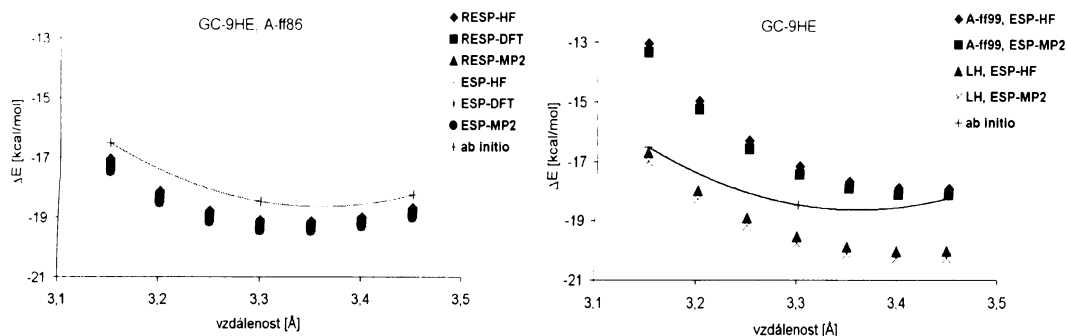 GC-9HE, A-ff86
-13
-15
-17
-19
-21
ΔE [kcal/mol]
3,1
3,2
3,3
3,4
3,5
vzdálenost [Å]
RESP-HF
RESP-DFT
RESP-MP2
ESP-HF
ESP-DFT
ESP-MP2
ab initio
GC-9HE
-13
-15
-17
-19
-21
ΔE [kcal/mol]
3,1
3,2
3,3
3,4
3,5
vzdálenost [Å]
A-ff99, ESP-HF
A-ff99, ESP-MP2
LH, ESP-HF
LH, ESP-MP2
ab initio